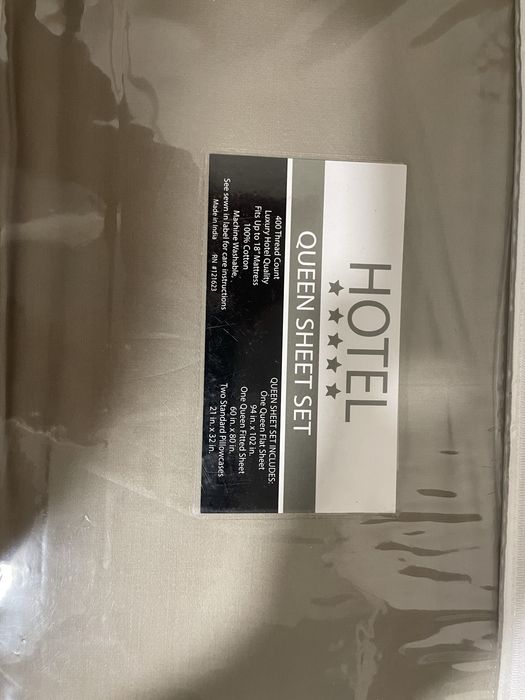 HOTEL
★★★★★
QUEEN SHEET SET
400 Thread Count
Luxury Hotel Quality
Fits Up to 18" Mattress
100% Cotton
Machine Washable,
See sewn in label for care instructions
Made in India RN #121623
QUEEN SHEET SET INCLUDES:
One Queen Flat Sheet
94 in. x 102 in.
One Queen Fitted Sheet
60 in. x 80 in.
Two Standard Pillowcases
21 in. x 32 in.